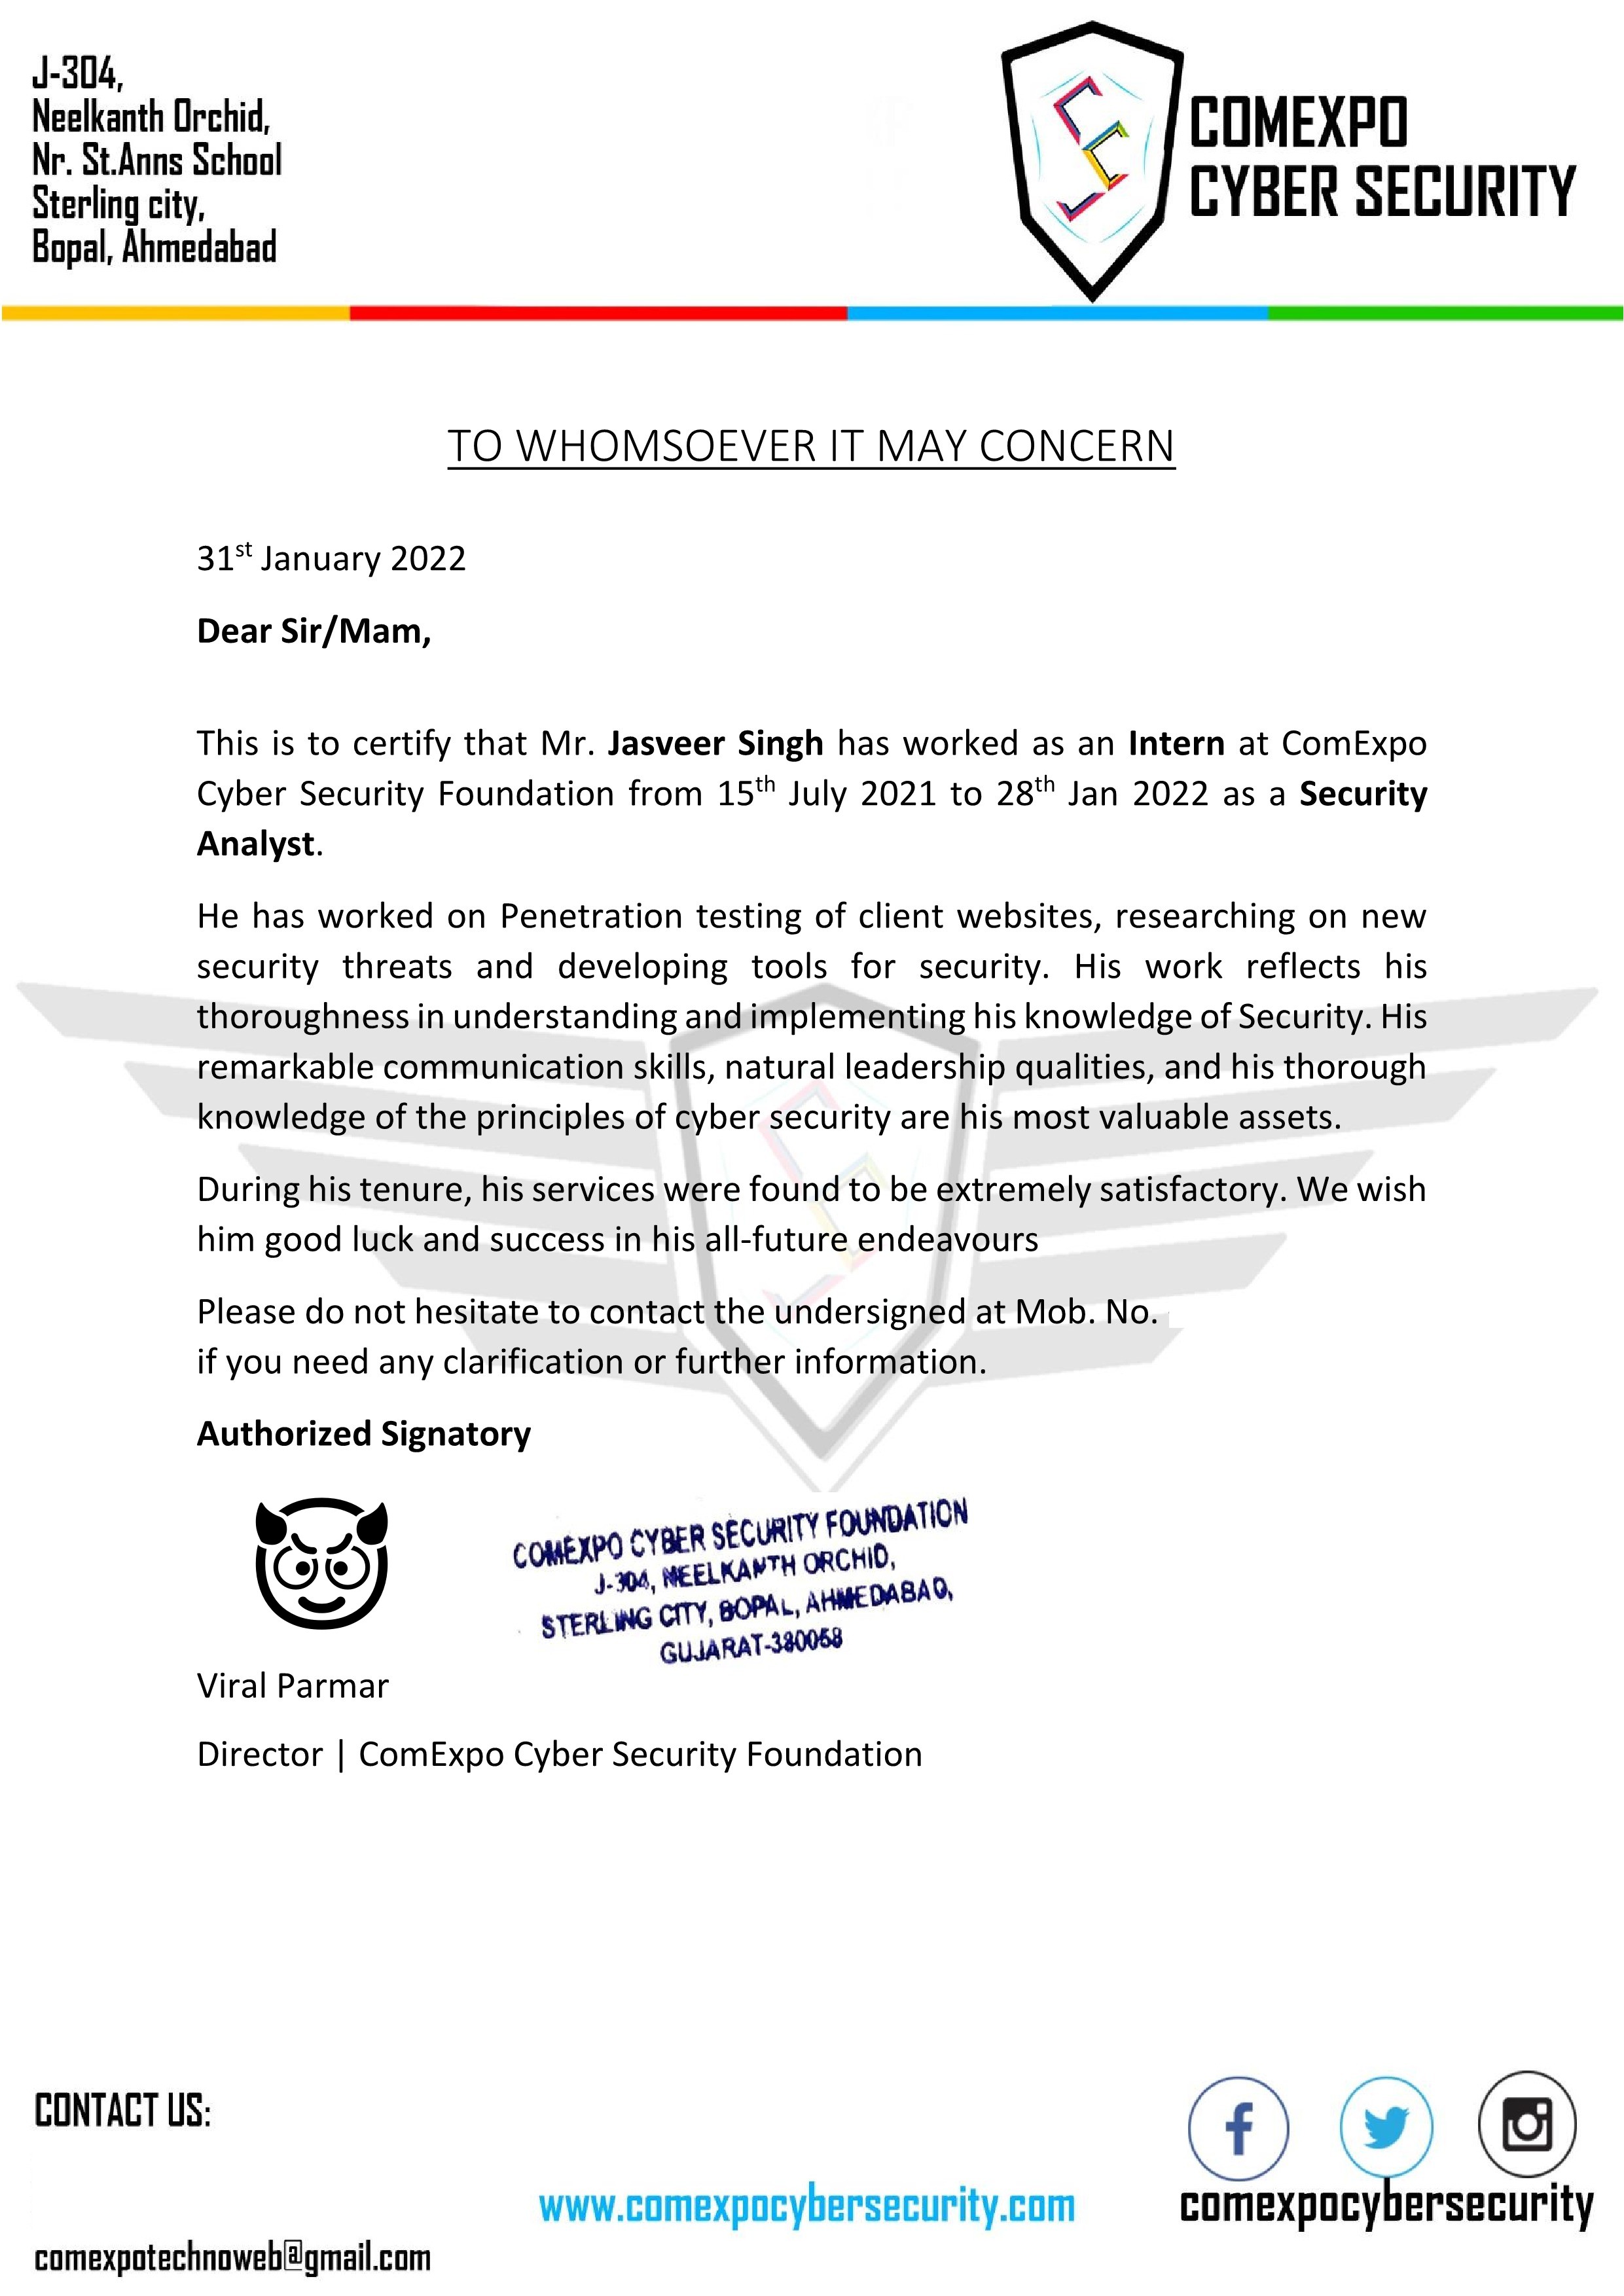 J-304,
Neelkanth Orchid,
Nr. St.Anns School
Sterling city,
Bopal, Ahmedabad
COMEXPO
CYBER SECURITY
TO WHOMSOEVER IT MAY CONCERN
31st January 2022
Dear Sir/Mam,
This is to certify that Mr. Jasveer Singh has worked as an Intern at ComExpo
Cyber Security Foundation from 15th July 2021 to 28th Jan 2022 as a Security
Analyst.
He has worked on Penetration testing of client websites, researching on new
security threats and developing tools for security. His work reflects his
thoroughness in understanding and implementing his knowledge of Security. His
remarkable communication skills, natural leadership qualities, and his thorough
knowledge of the principles of cyber security are his most valuable assets.
During his tenure, his services were found to be extremely satisfactory. We wish
him good luck and success in his all-future endeavours
Please do not hesitate to contact the undersigned at Mob. No.
if you need any clarification or further information.
Authorized Signatory
COMEXPO CYBER SECURITY FOUNDATION
J-304, NEELKANTH ORCHID,
STERLING CITY, BOPAL, AHMEDABAD,
GUJARAT-380058
Viral Parmar
Director | ComExpo Cyber Security Foundation
CONTACT US:
www.comexpocybersecurity.com
comexpocybersecurity
comexpotechnoweb@gmail.com